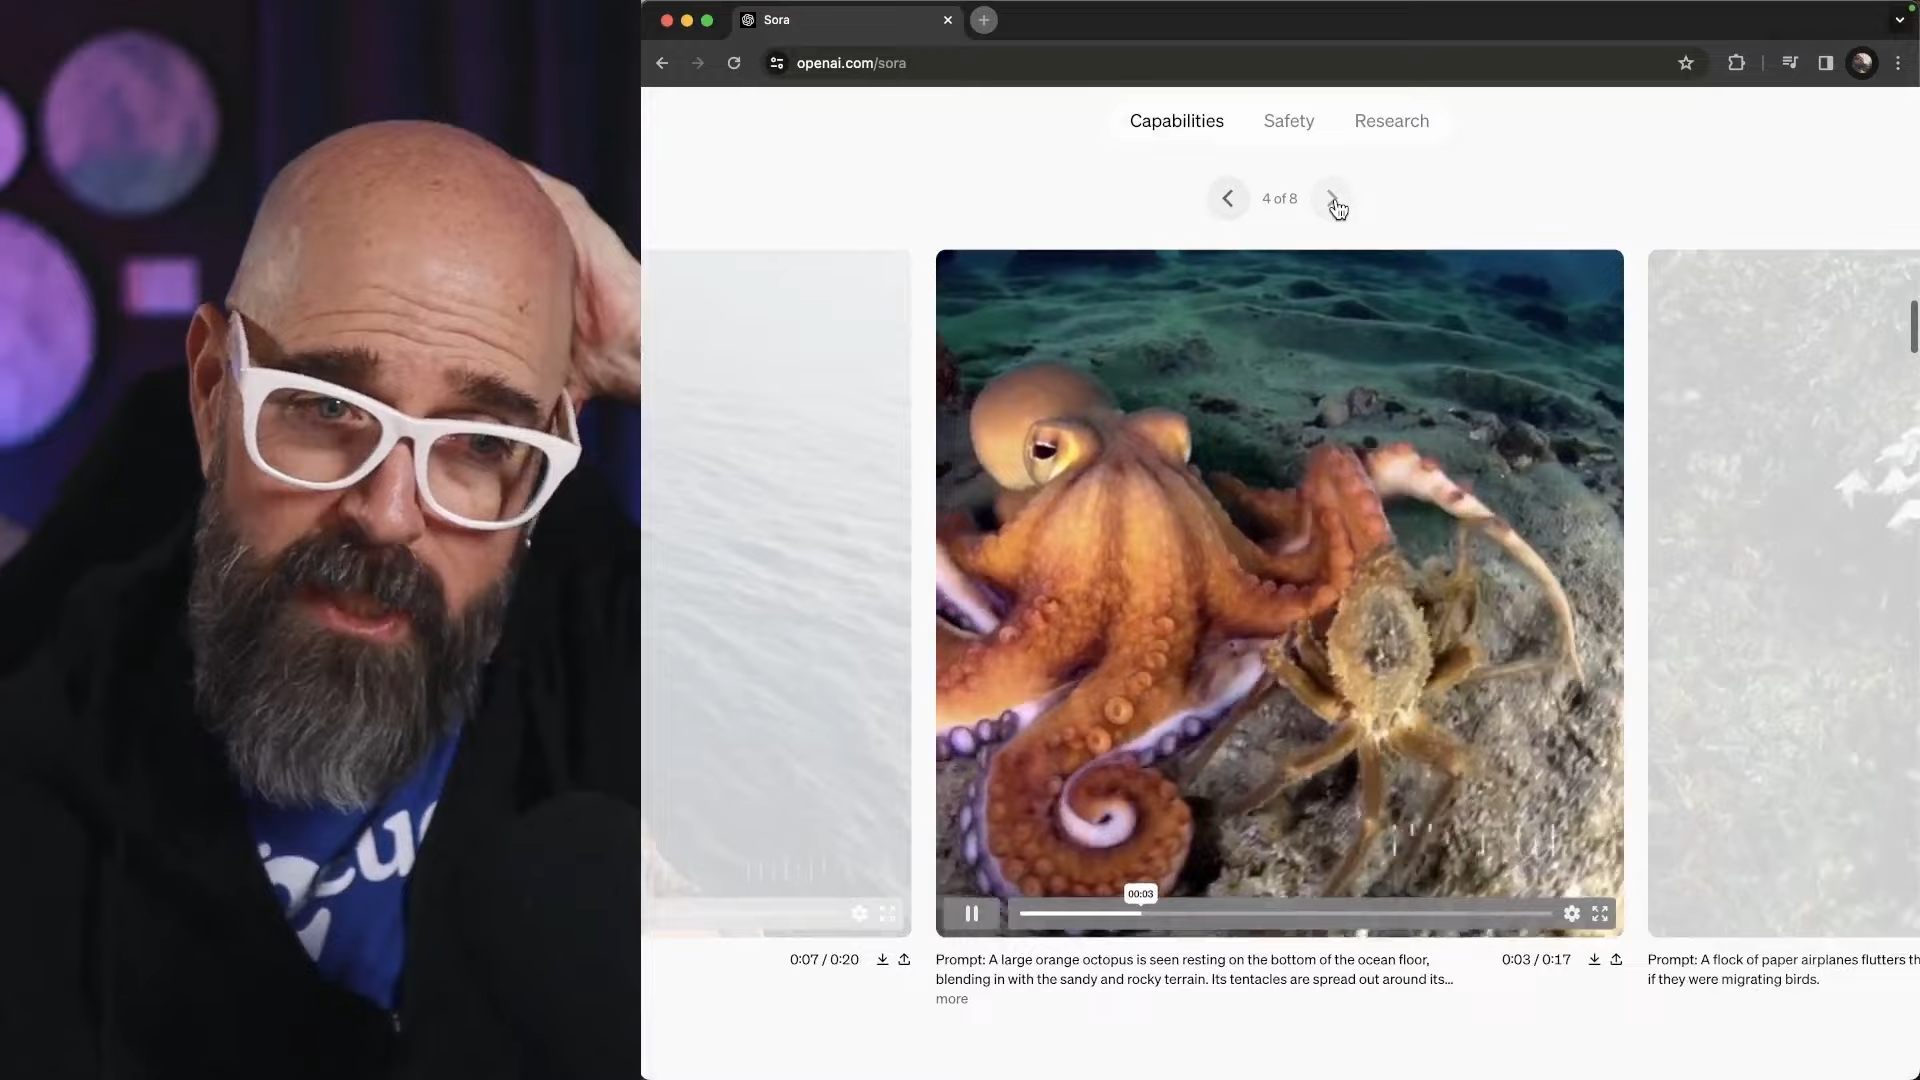 Sora
openai.com/sora
Capabilities
Safety
Research
4 of 8
00:03
0:07 / 0:20
Prompt: A large orange octopus is seen resting on the bottom of the ocean floor,
blending in with the sandy and rocky terrain. Its tentacles are spread out around its...
more
0:03 / 0:17
Prompt: A flock of paper airplanes flutters th
if they were migrating birds.